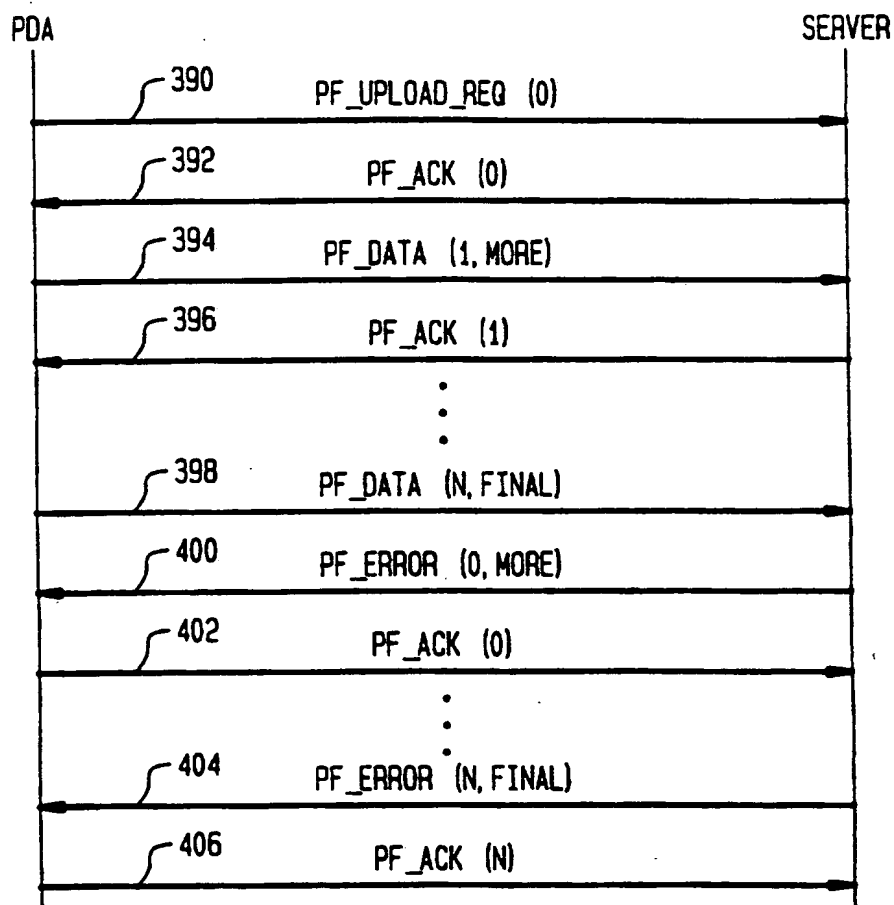 PDA SERVER
390 PF_UPLOAD_REQ (0)
392 PF_ACK (0)
394 PF_DATA (1, MORE)
396 PF_ACK (1)
398 PF_DATA (N, FINAL)
400 PF_ERROR (0, MORE)
402 PF_ACK (0)
404 PF_ERROR (N, FINAL)
406 PF_ACK (N)